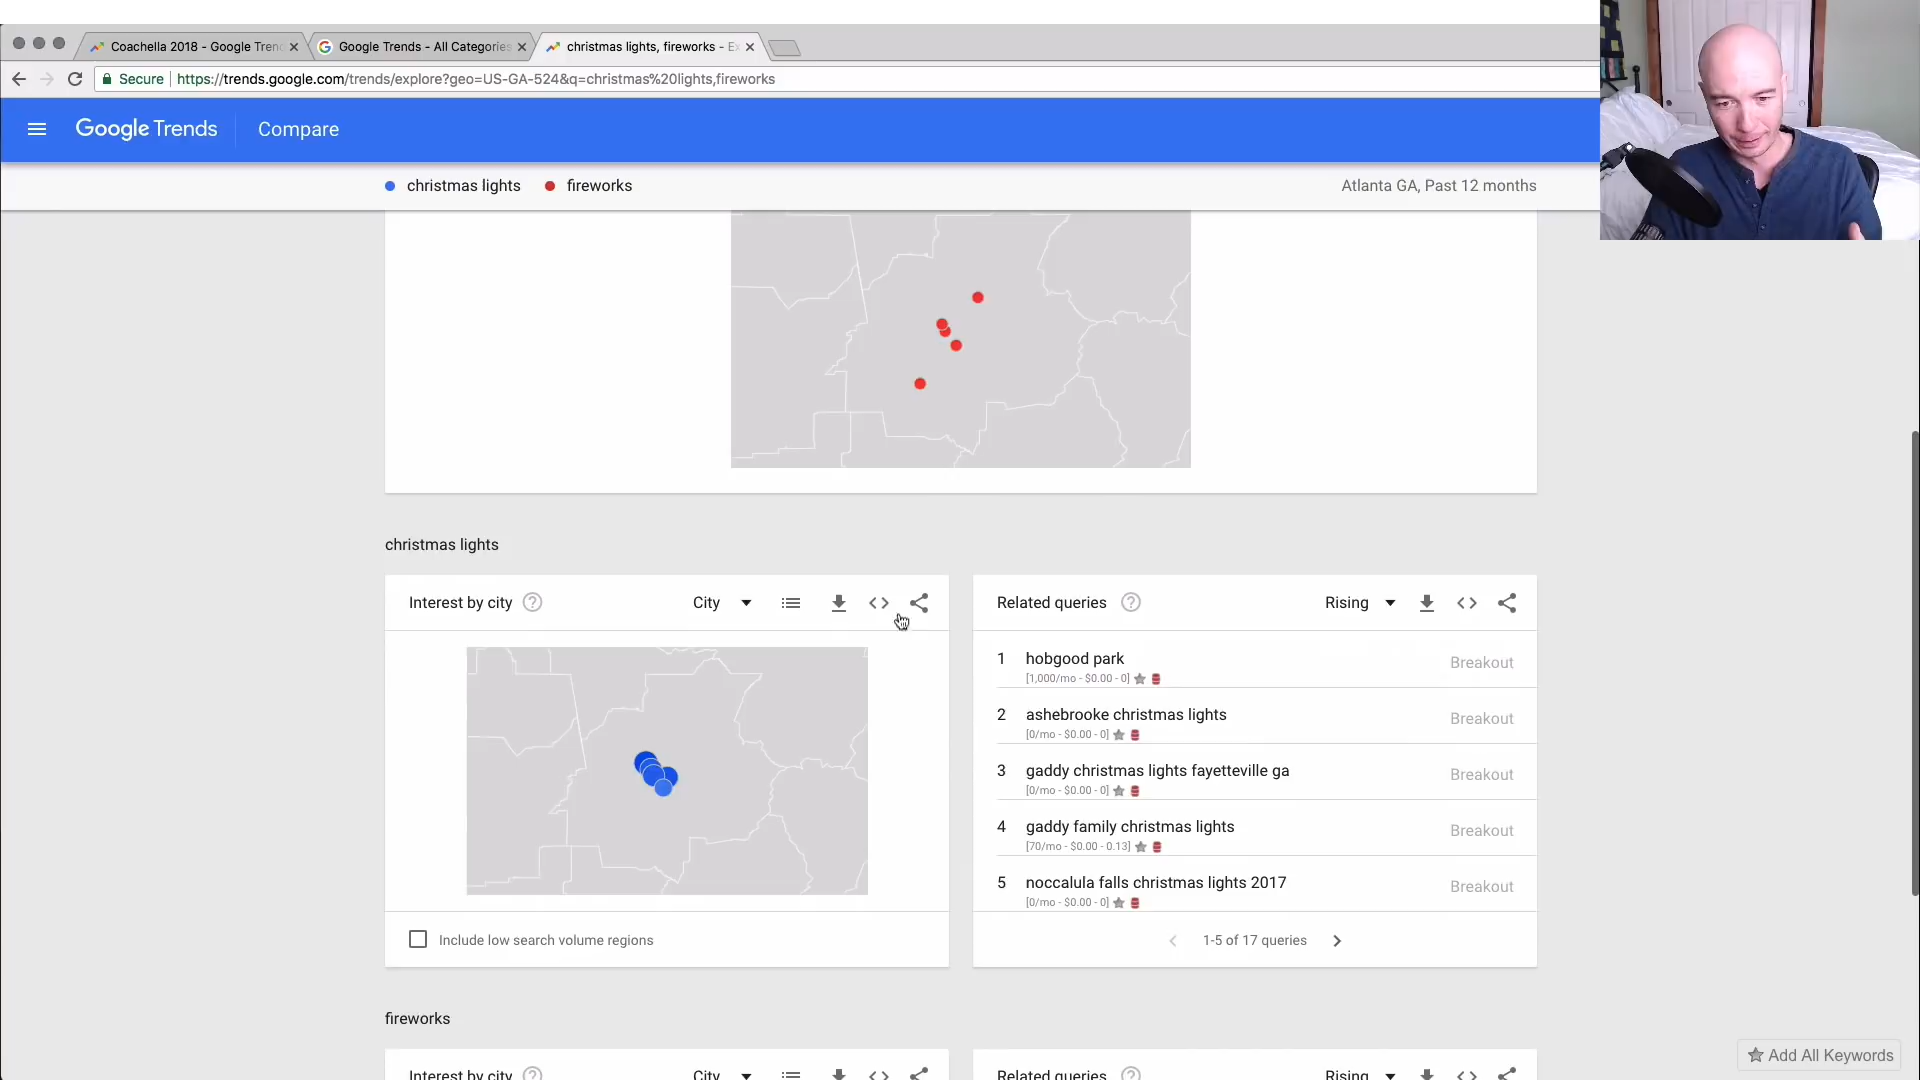 Coachella 2018 - Google Tren
Google Trends - All Categories
christmas lights, fireworks - E
Secure https://trends.google.com/trends/explore?geo=US-GA-524&q=christmas%20lights,fireworks
Google Trends Compare
christmas lights fireworks Atlanta GA, Past 12 months
christmas lights
Interest by city ? City
Related queries ? Rising
1 hobgood park Breakout
[1,000/mo - $0.00 - 0]
2 ashebrooke christmas lights Breakout
[0/mo - $0.00 - 0]
3 gaddy christmas lights fayetteville ga Breakout
[0/mo - $0.00 - 0]
4 gaddy family christmas lights Breakout
[70/mo - $0.00 - 0.13]
5 noccalula falls christmas lights 2017 Breakout
[0/mo - $0.00 - 0]
Include low search volume regions
1-5 of 17 queries
fireworks
Interest by city ? City
Related queries ? Rising
Add All Keywords